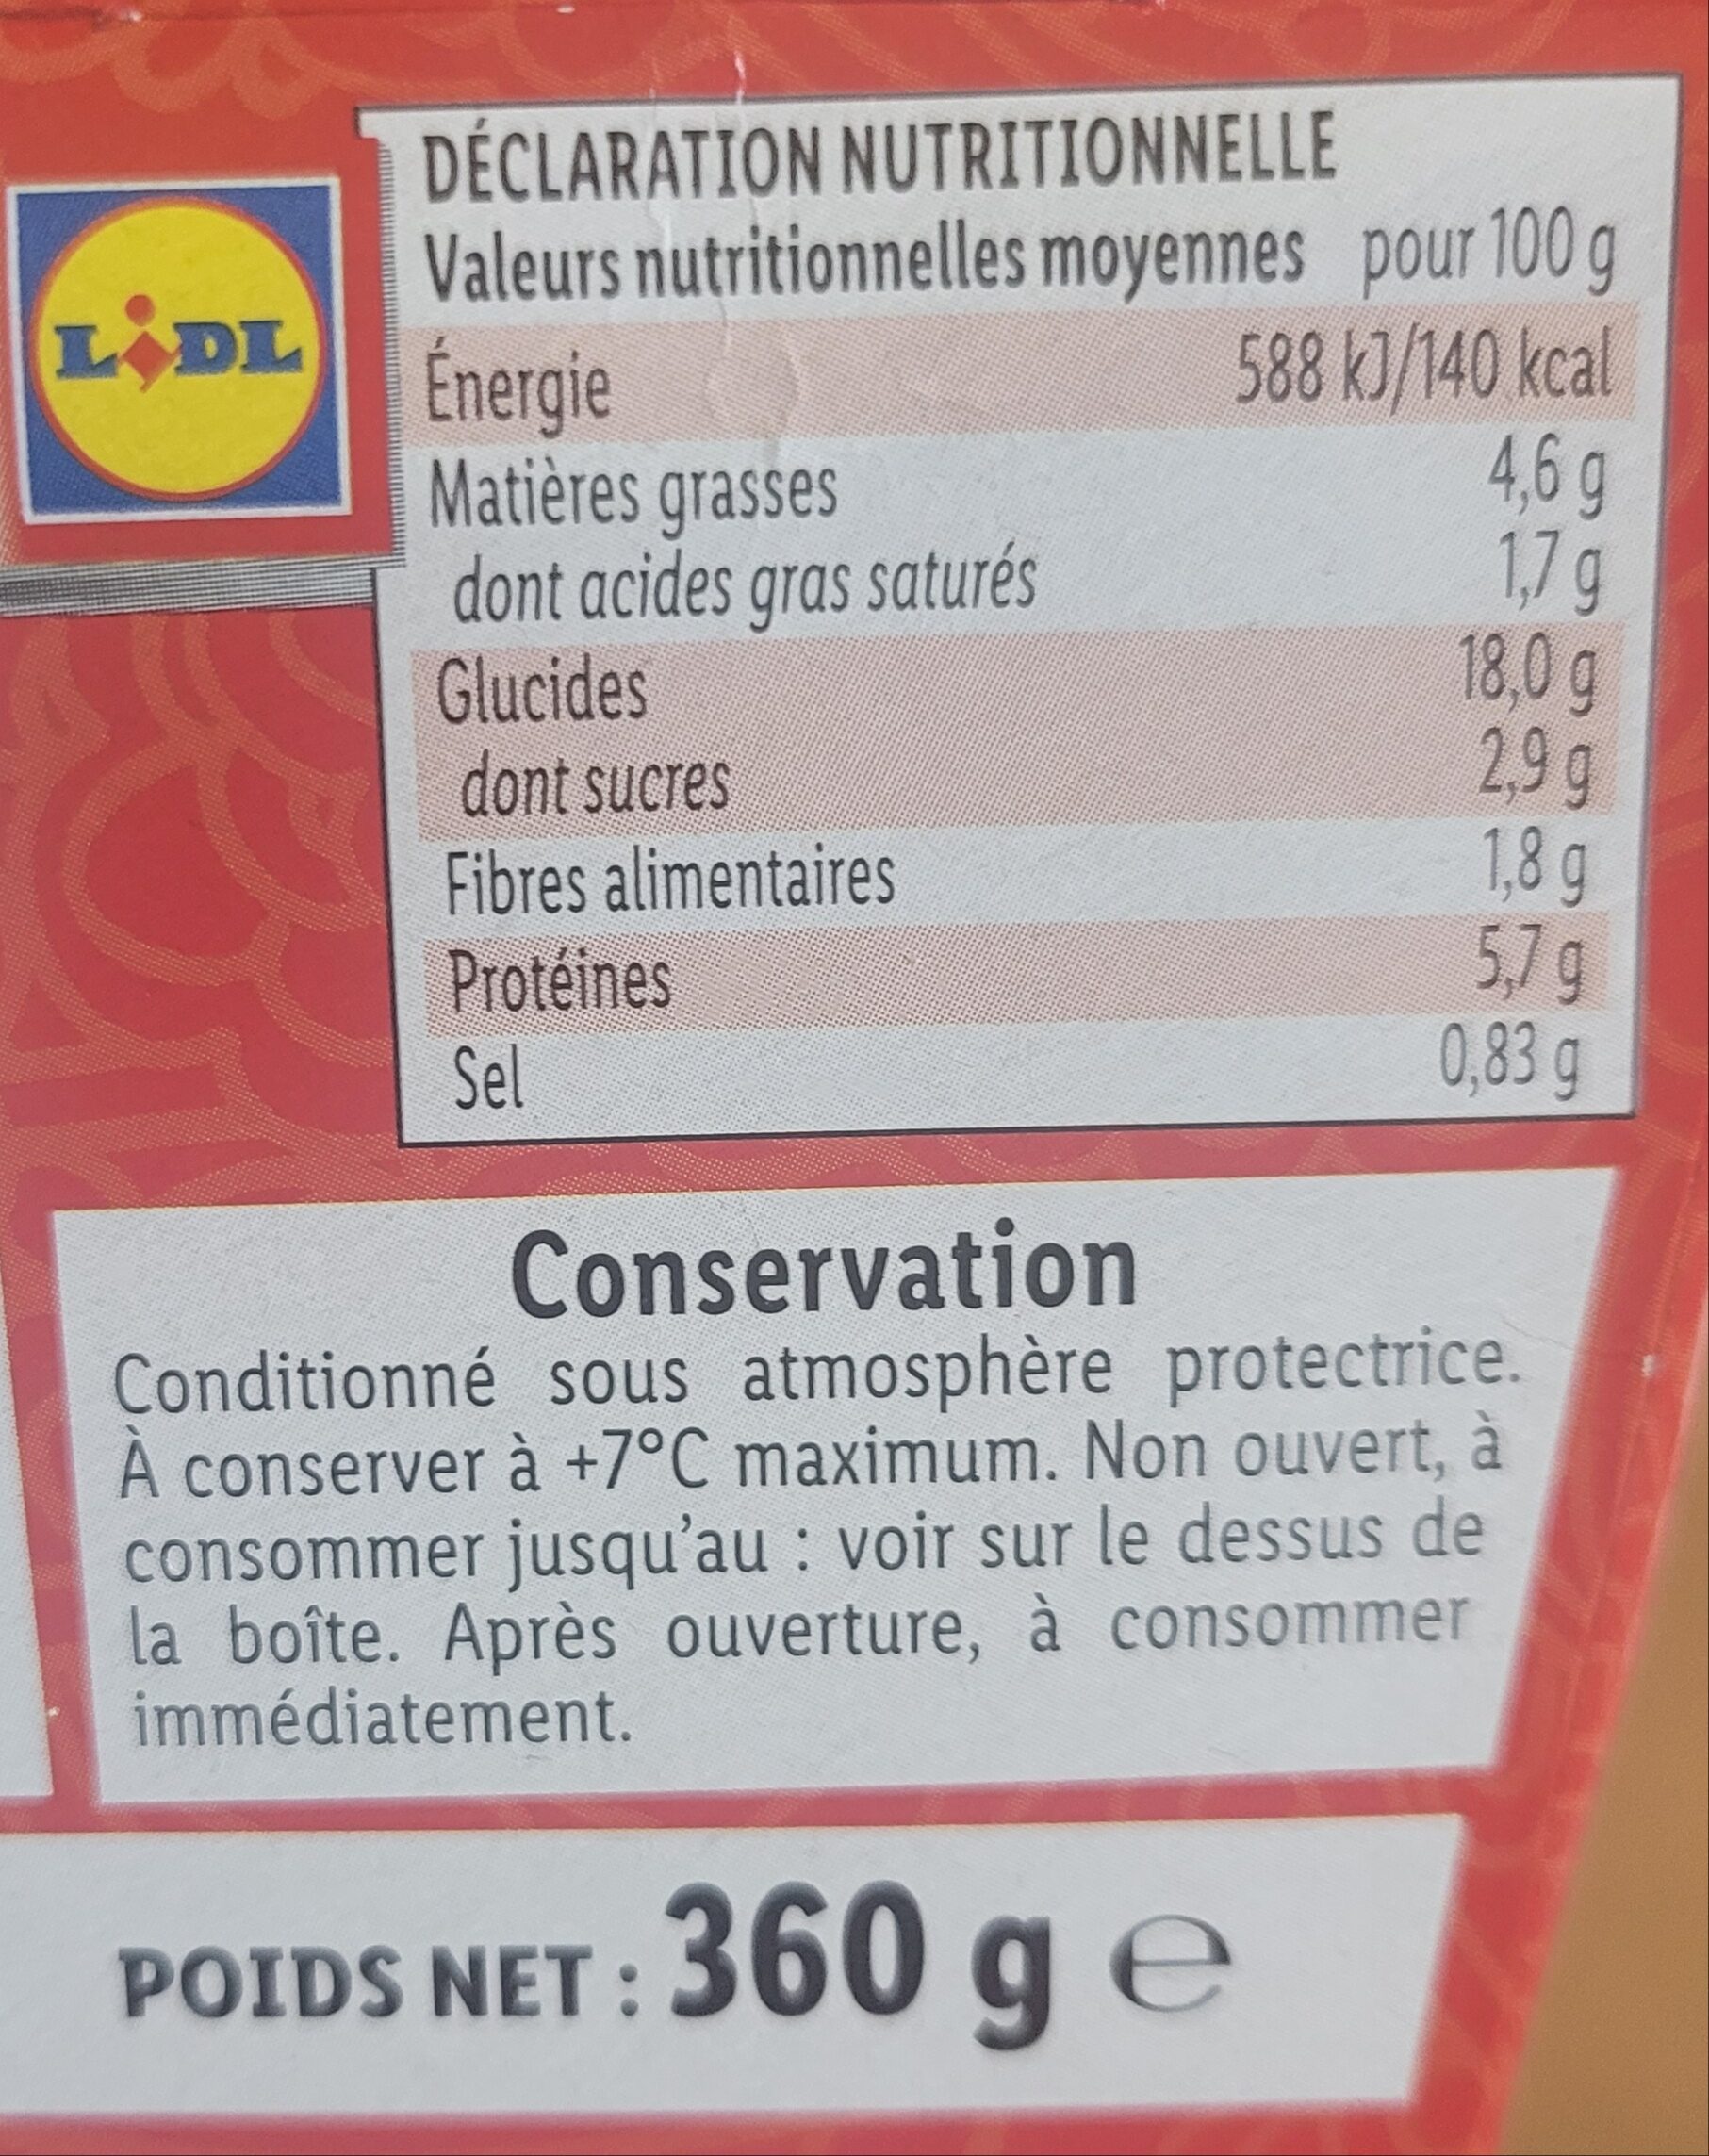 LIDL
DÉCLARATION NUTRITIONNELLE
Valeurs nutritionnelles moyennes pour 100 g
Énergie 588 kJ/140 kcal
Matières grasses 4,6 g
dont acides gras saturés 1,7 g
Glucides 18,0 g
dont sucres 2,9 g
Fibres alimentaires 1,8 g
Protéines 5,7 g
Sel 0,83 g
Conservation
Conditionné sous atmosphère protectrice.
À conserver à +7°C maximum. Non ouvert, à
consommer jusqu'au : voir sur le dessus de
la boîte. Après ouverture, à consommer
immédiatement.
POIDS NET : 360 g e